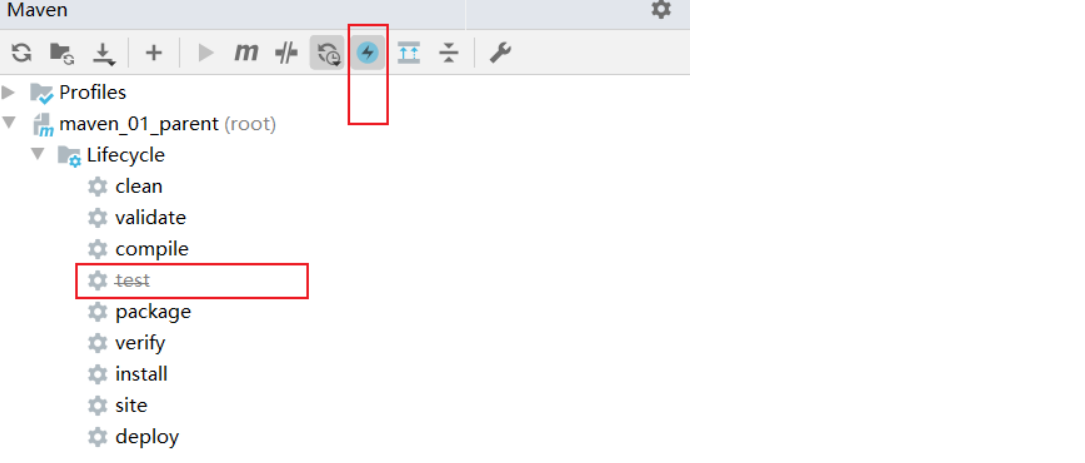 Maven
m
Profiles
maven_01_parent (root)
Lifecycle
clean
validate
compile
test
package
verify
install
site
deploy